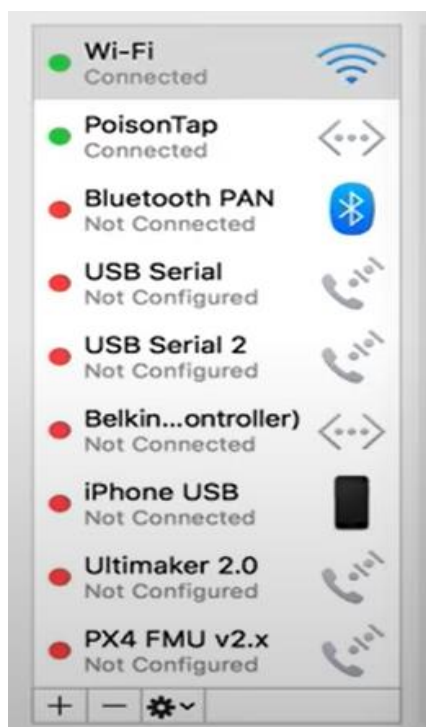 Wi-Fi
Connected
PoisonTap
Connected
Bluetooth PAN
Not Connected
USB Serial
Not Configured
USB Serial 2
Not Configured
Belkin...ontroller)
Not Connected
iPhone USB
Not Connected
Ultimaker 2.0
Not Configured
PX4 FMU v2.x
Not Configured